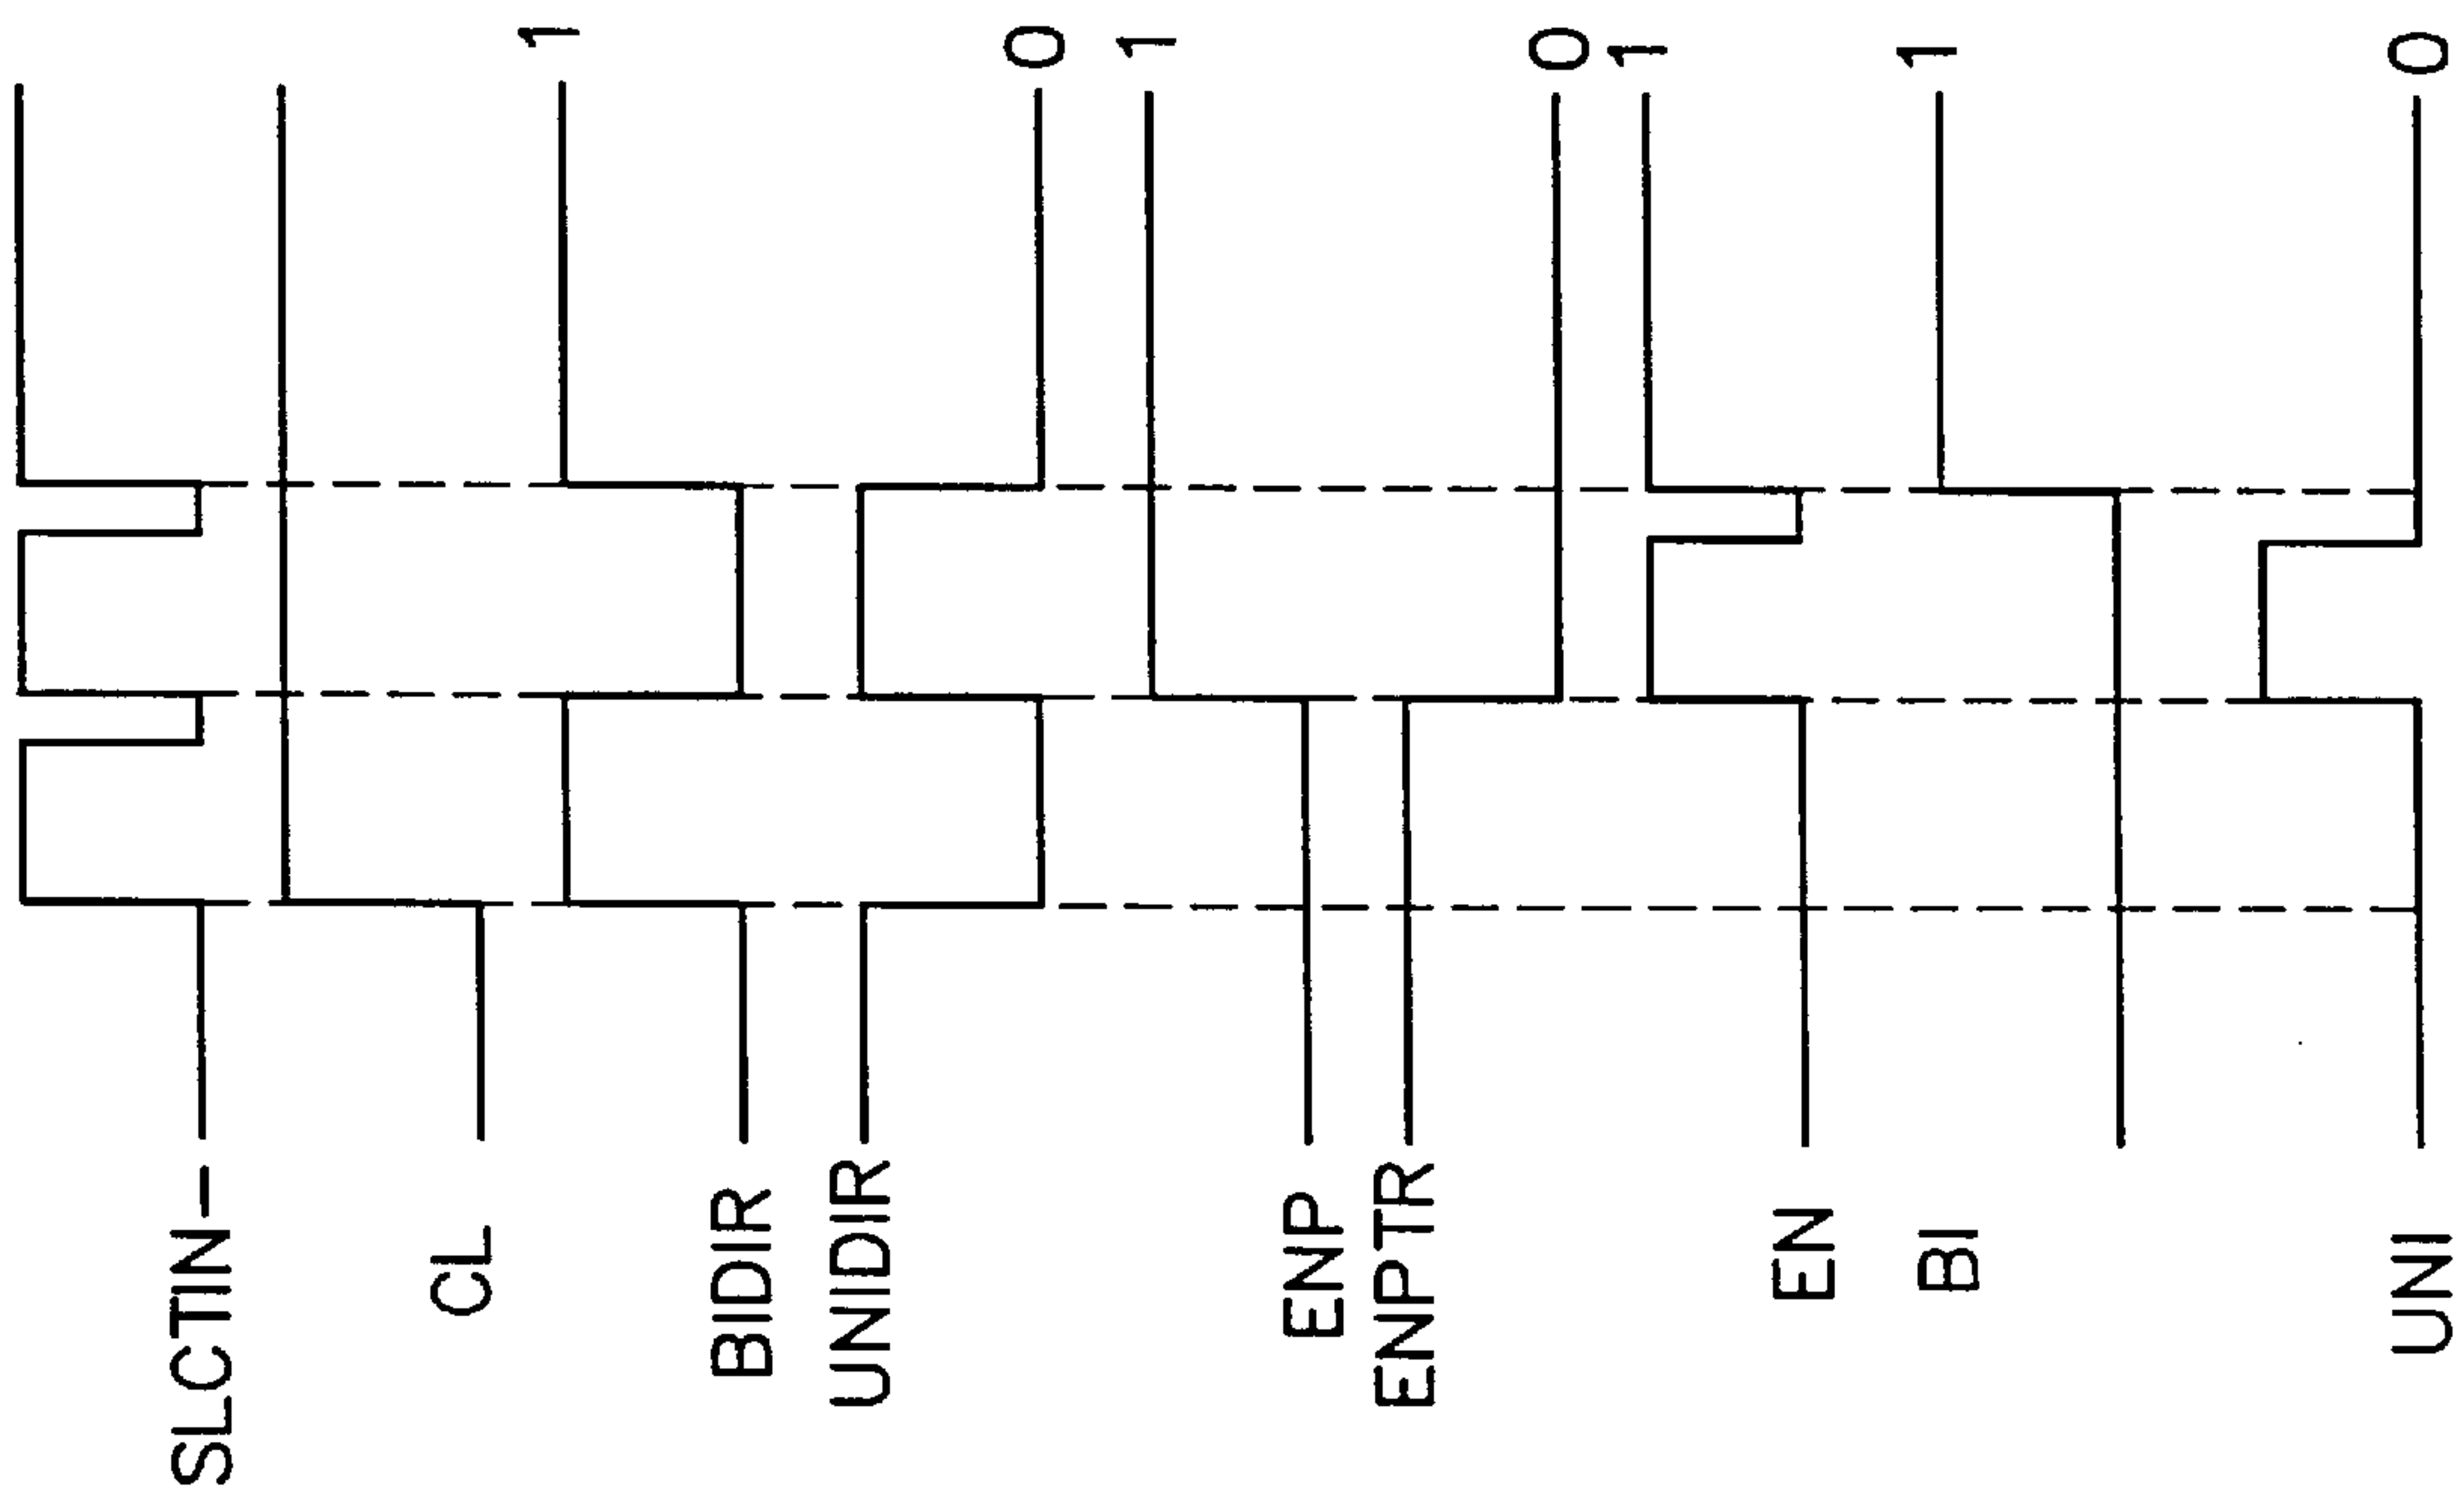 SLCTIN—
CL
BIDIR 1
UNIDIR 0
ENP 1
ENPTR 0
EN 1
BI 1
UNI 0